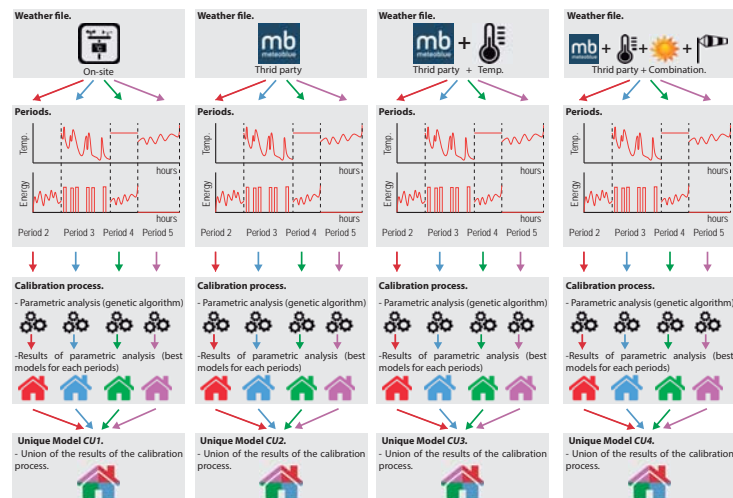 Weather file.
On-site
Periods.
Temp.
hours
Energy
hours
Period 2 Period 3 Period 4 Period 5
Calibration process.
- Parametric analysis (genetic algorithm)
-Results of parametric analysis (best
models for each periods)
Unique Model CU1.
- Union of the results of the calibration
process.
Weather file.
mb
meteoblue
Thrid party
Periods.
Temp.
hours
Energy
hours
Period 2 Period 3 Period 4 Period 5
Calibration process.
- Parametric analysis (genetic algorithm)
-Results of parametric analysis (best
models for each periods)
Unique Model CU2.
- Union of the results of the calibration
process.
Weather file.
mb +
meteoblue
Thrid party + Temp.
Periods.
Temp.
hours
Energy
hours
Period 2 Period 3 Period 4 Period 5
Calibration process.
- Parametric analysis (genetic algorithm)
-Results of parametric analysis (best
models for each periods)
Unique Model CU3.
- Union of the results of the calibration
process.
Weather file.
mb + + +
meteoblue
Thrid party + Combination.
Periods.
Temp.
hours
Energy
hours
Period 2 Period 3 Period 4 Period 5
Calibration process.
- Parametric analysis (genetic algorithm)
-Results of parametric analysis (best
models for each periods)
Unique Model CU4.
- Union of the results of the calibration
process.